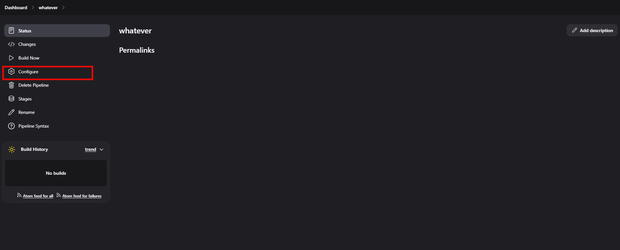 Dashboard > whatever >
Status
Changes
Build Now
Configure
Delete Pipeline
Stages
Rename
Pipeline Syntax
Build History trend
No builds
Atom feed for all Atom feed for failures
whatever
Add description
Permalinks